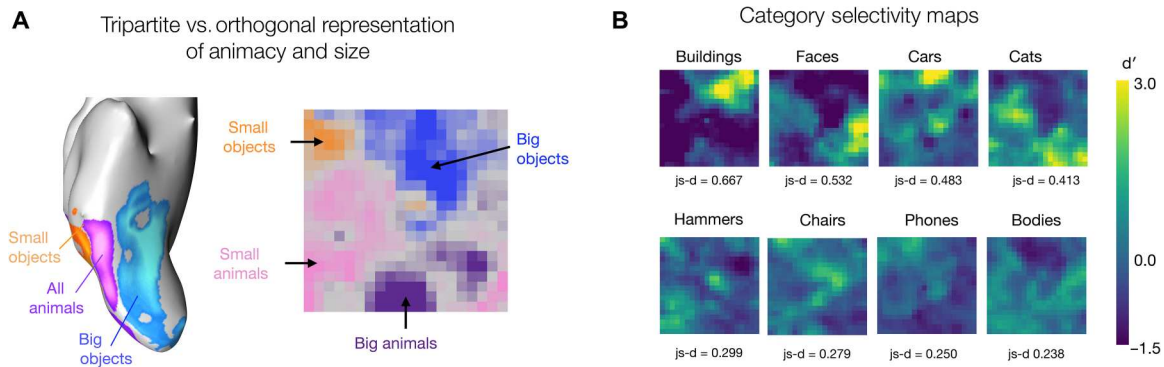 A
Tripartite vs. orthogonal representation
of animacy and size
Small
objects
All
animals
Big
objects
Small
objects
Big
objects
Small
animals
Big animals
B
Category selectivity maps
Buildings
Faces
Cars
Cats
js-d = 0.667
js-d = 0.532
js-d = 0.483
js-d = 0.413
Hammers
Chairs
Phones
Bodies
js-d = 0.299
js-d = 0.279
js-d = 0.250
js-d 0.238
d′
3.0
0.0
−1.5